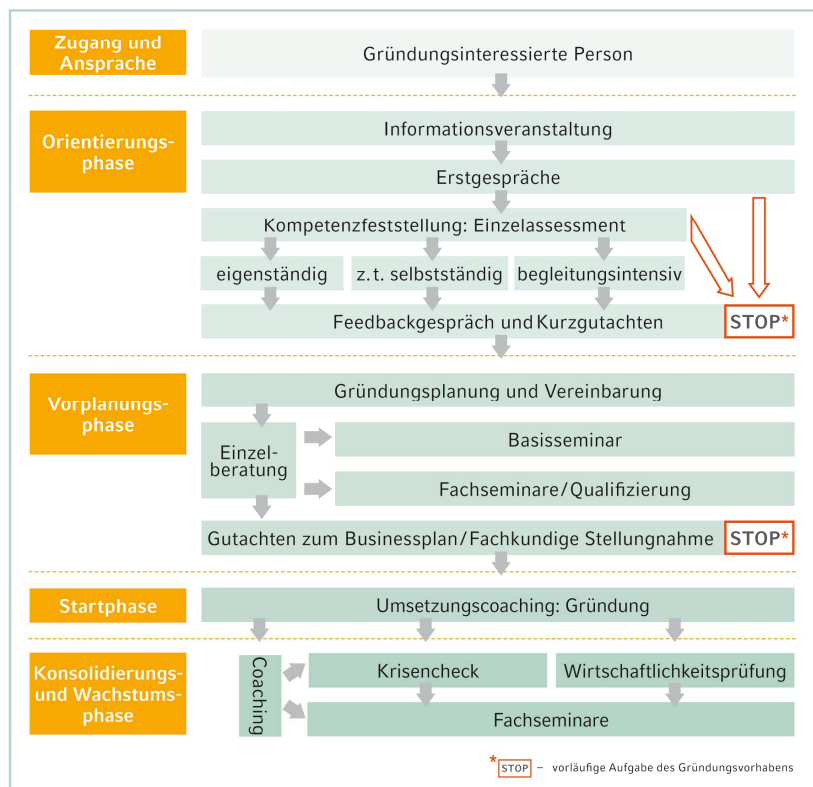 Zugang und
Ansprache
Gründungsinteressierte Person
Orientierungs-
phase
Informationsveranstaltung
Erstgespräche
Kompetenzfeststellung: Einzelassessment
eigenständig
z. t. selbstständig
begleitungsintensiv
Feedbackgespräch und Kurzgutachten
STOP*
Vorplanungs-
phase
Gründungsplanung und Vereinbarung
Einzel-
beratung
Basisseminar
Fachseminare/Qualifizierung
Gutachten zum Businessplan/Fachkundige Stellungnahme
STOP*
Startphase
Umsetzungscoaching: Gründung
Konsolidierungs-
und Wachstums-
phase
Coaching
Krisencheck
Wirtschaftlichkeitsprüfung
Fachseminare
* STOP – vorläufige Aufgabe des Gründungsvorhabens